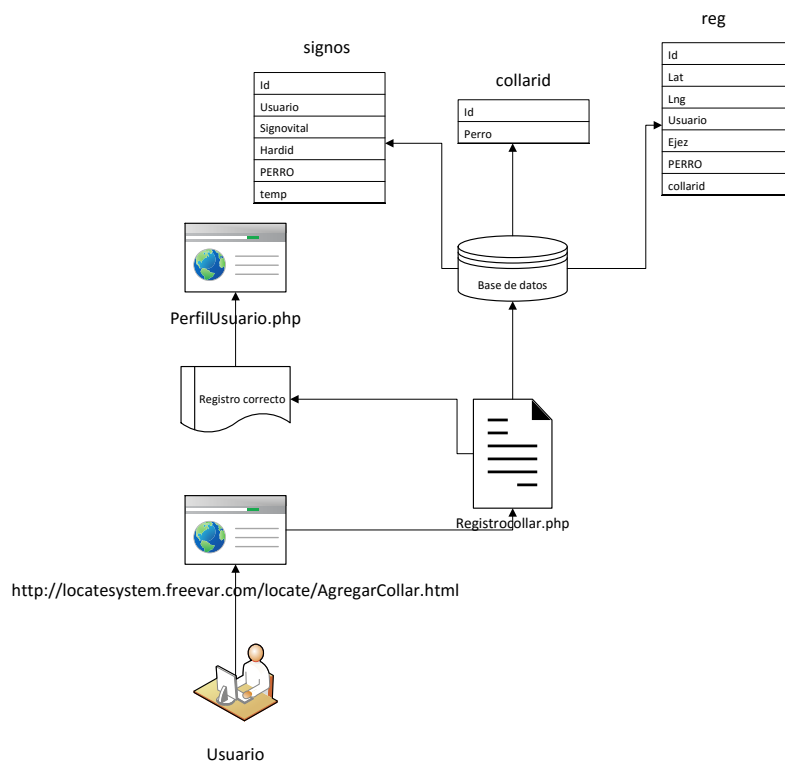 reg
signos
collarid
Id
Usuario
Signovital
Hardid
PERRO
temp
Id
Perro
Id
Lat
Lng
Usuario
Ejez
PERRO
collarid
Base de datos
PerfilUsuario.php
Registro correcto
Registrocollar.php
http://locatesystem.freevar.com/locate/AgregarCollar.html
Usuario